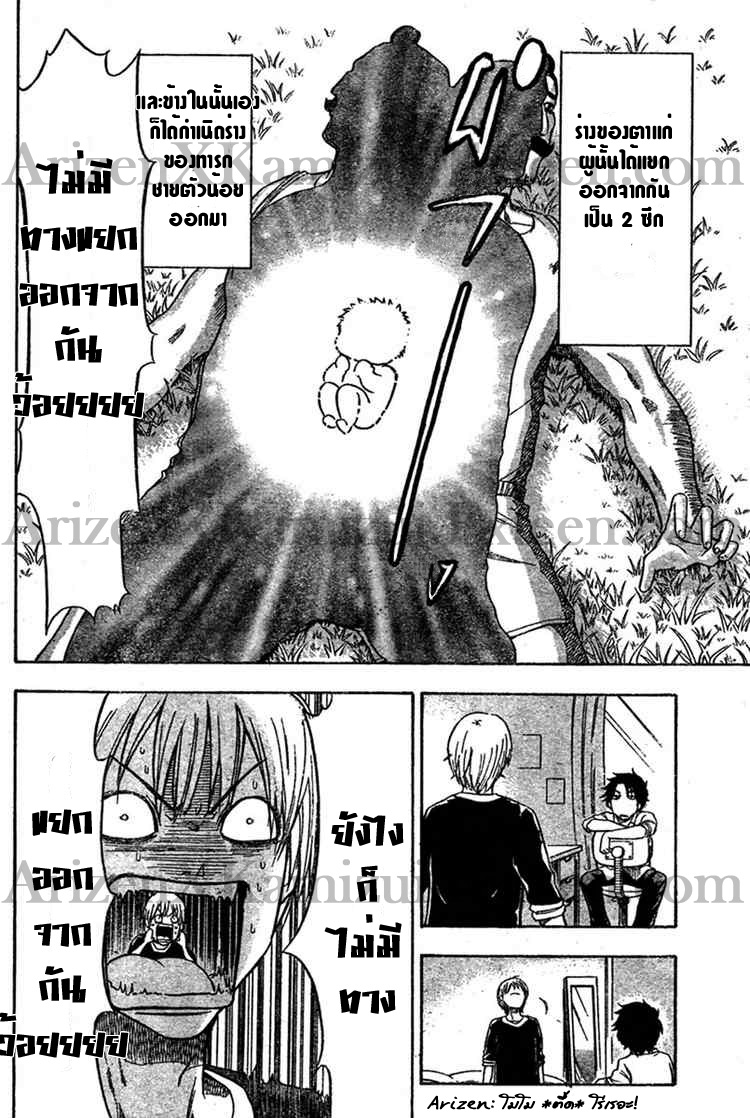 ร่างของตาแก่
ผู้นั้นได้แยก
ออกจากกัน
เป็น 2 ซีก
และข้างในนั้นเอง
ก็ได้กำเนิดร่าง
ของทารก
ชายตัวน้อย
ออกมา
ไม่มี
ทางแยก
ออกจาก
กัน
ว้อยยยย
ยังไง
ก็
ไม่มี
ทาง
แยก
ออก
จาก
กัน
ว้อยยยย
Arizen: โมโม *ตี๊ด* โรเรอะ!